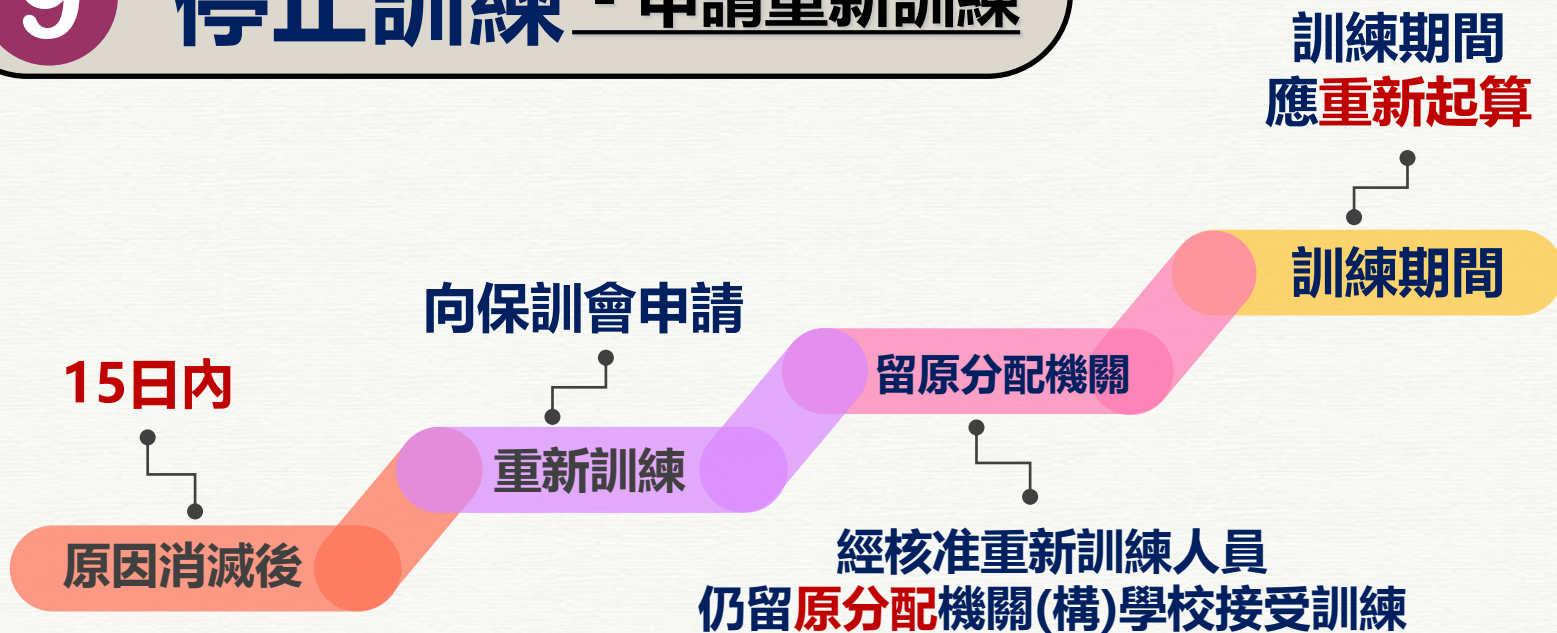 9 停止訓練-申請重新訓練
訓練期間
應重新起算
訓練期間
向保訓會申請
留原分配機關
15日內
重新訓練
原因消滅後
經核准重新訓練人員
仍留原分配機關(構)學校接受訓練